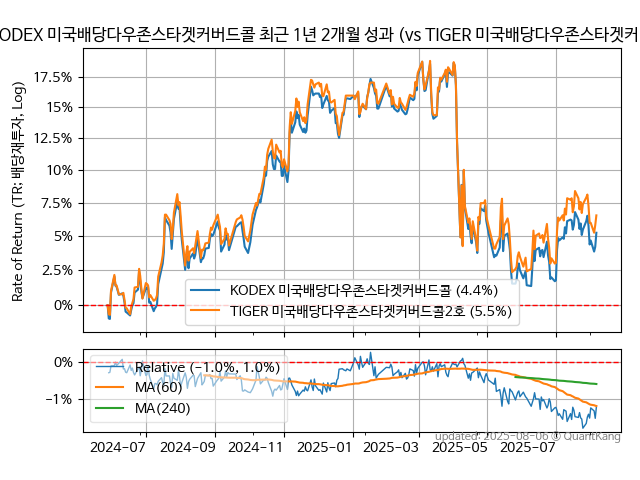 ODEX 미국배당다우존스타겟커버드콜 최근 1년 2개월 성과 (vs TIGER 미국배당다우존스타겟커
Rate of Return (TR: 배당재투자, Log)
17.5%
15%
12.5%
10%
7.5%
5%
2.5%
0%
KODEX 미국배당다우존스타겟커버드콜 (4.4%)
TIGER 미국배당다우존스타겟커버드콜2호 (5.5%)
0%
−1%
Relative (−1.0%, 1.0%)
MA(60)
MA(240)
updated: 2025-08-06 © QuantKang
2024-07 2024-09 2024-11 2025-01 2025-03 2025-05 2025-07